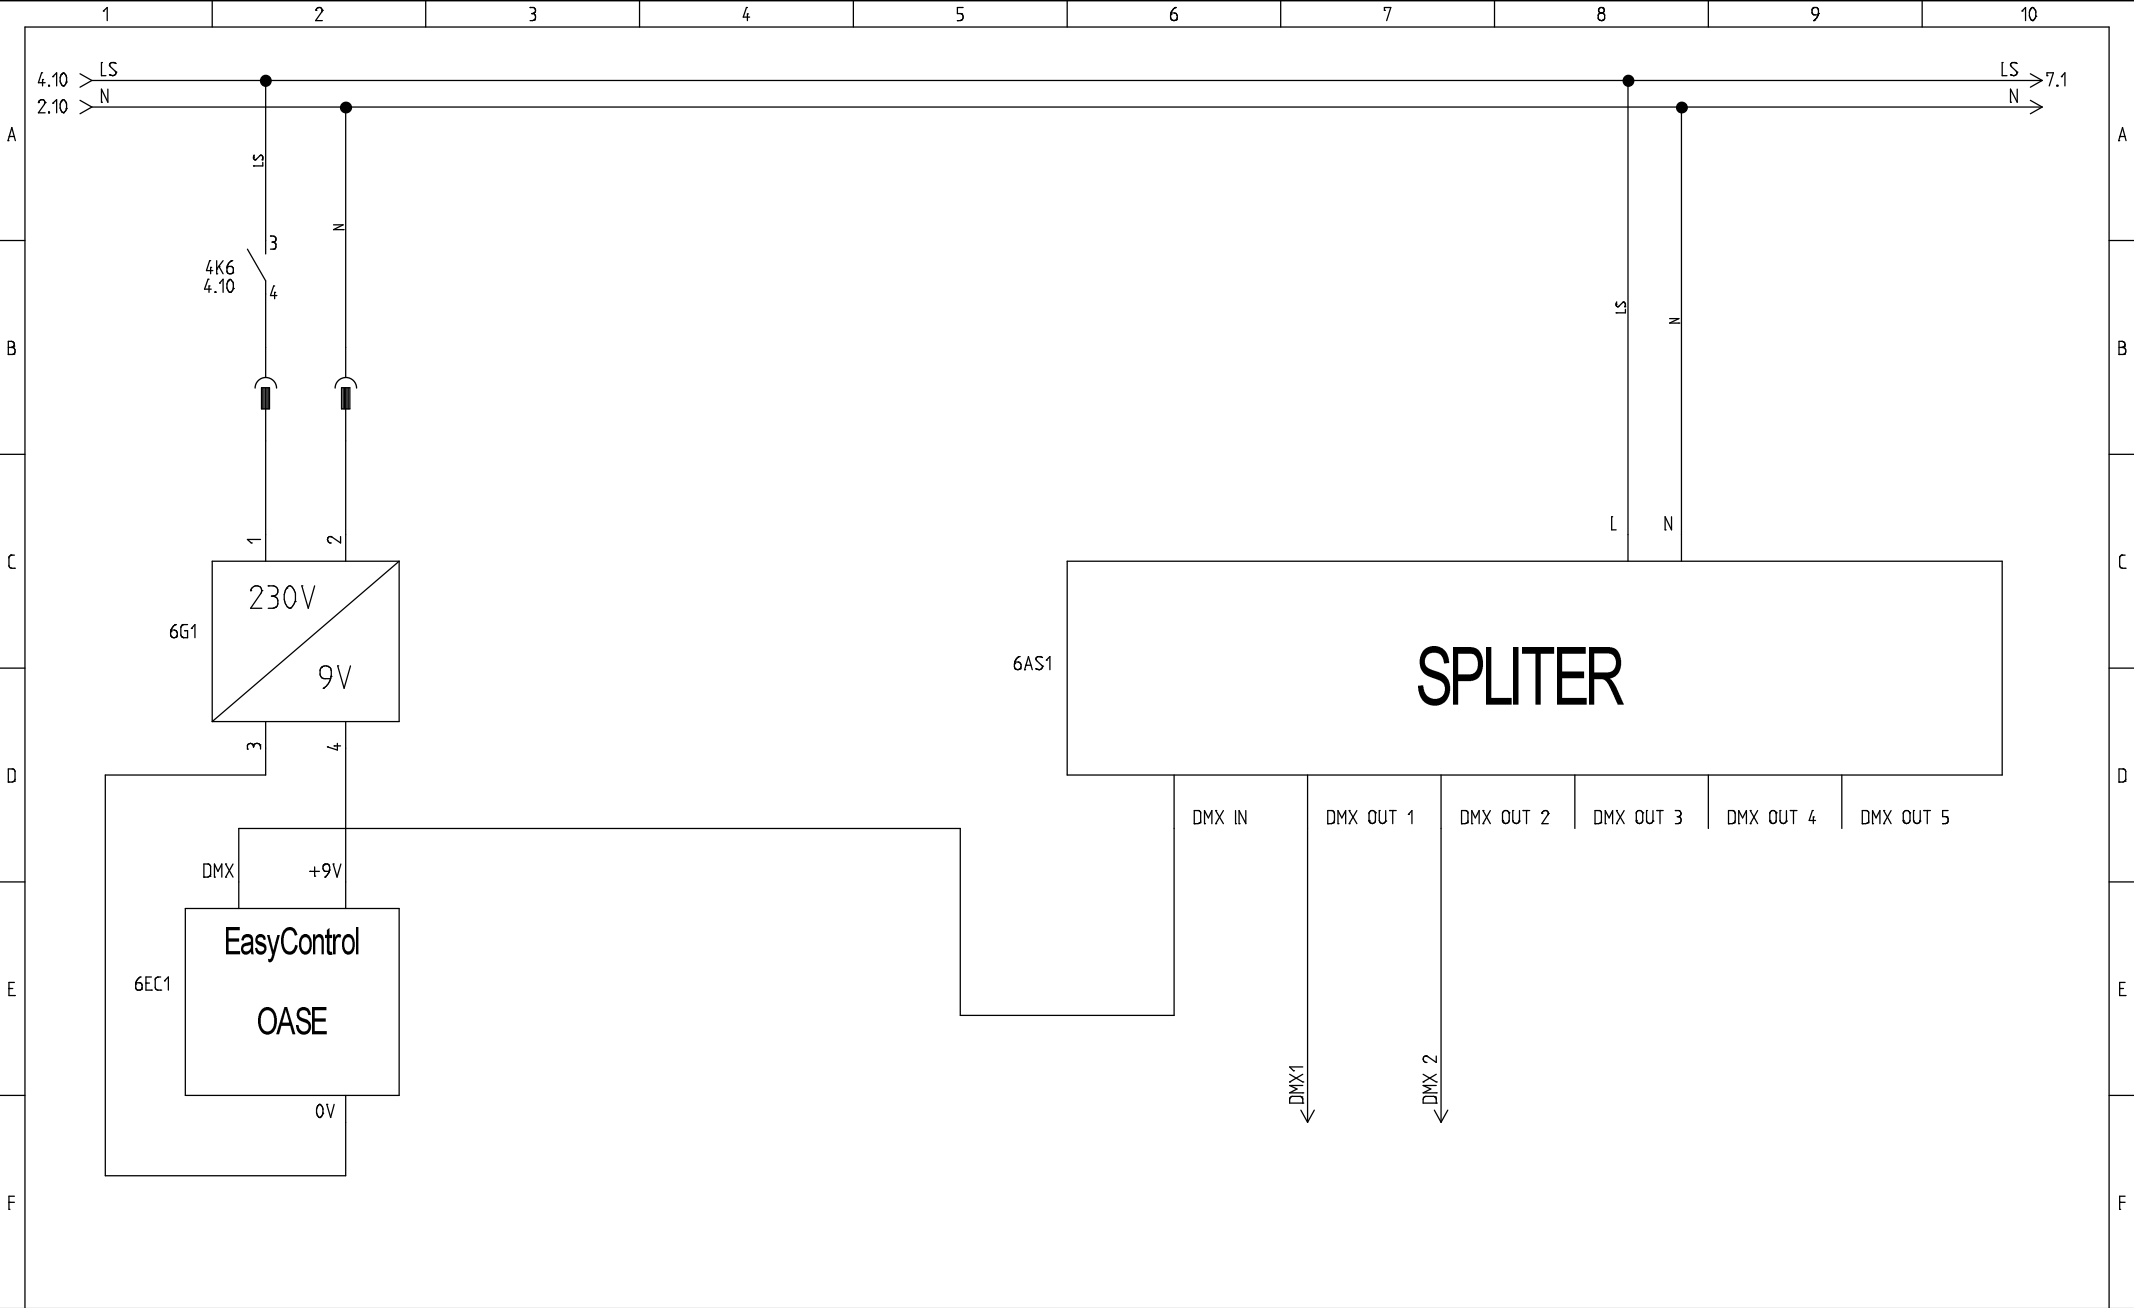 1 2 3 4 5 6 7 8 9 10
4.10 LS LS 7.1
2.10 N N
A A
LS
N
3
4K6
4.10
4
LS
N
B B
1 2
L N
C C
230V
6G1
9V
6AS1
SPLITER
3 4
D D
DMX IN DMX OUT 1 DMX OUT 2 DMX OUT 3 DMX OUT 4 DMX OUT 5
DMX +9V
EasyControl
6EC1
OASE
E E
DMX1
DMX 2
0V
F F